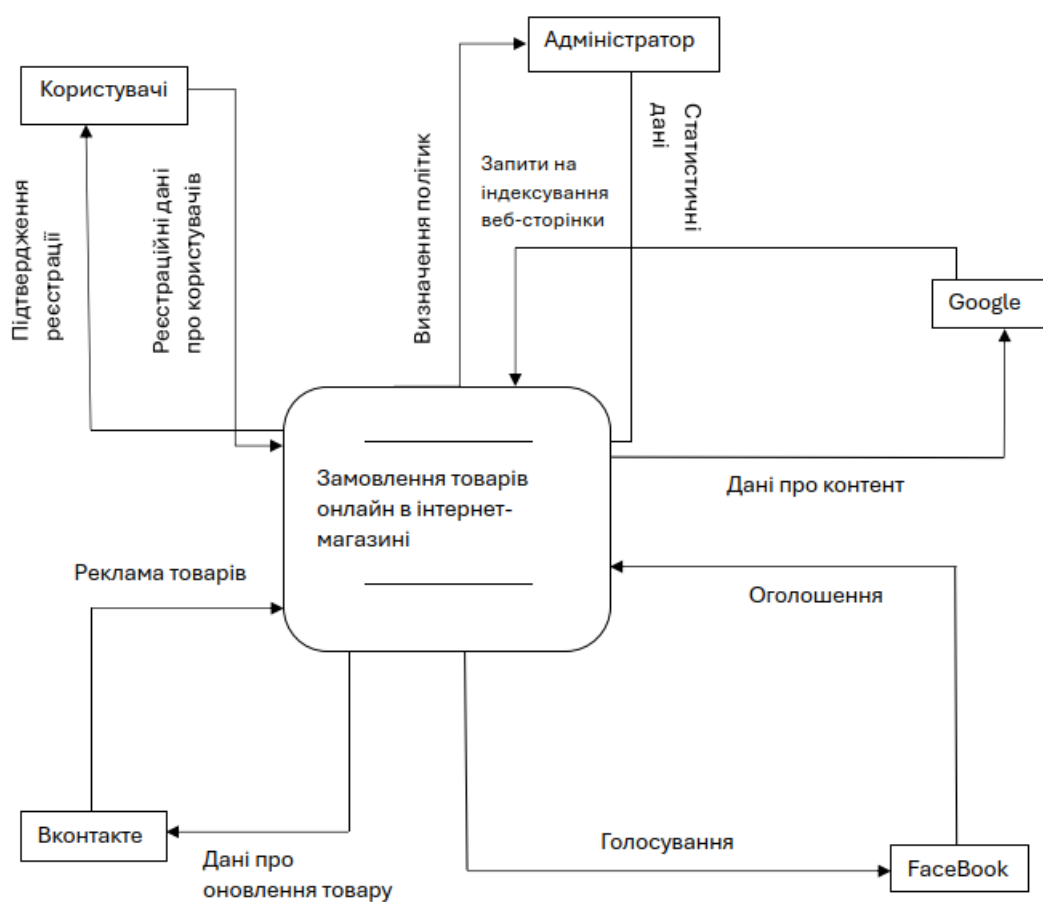 Адміністратор
Користувачі
Статистичні
дані
Визначення політик
Запити на
індексування
веб-сторінки
Підтвердження
реєстрації
Реєстраційні дані
про користувачів
Google
Замовлення товарів
онлайн в інтернет-
магазині
Дані про контент
Реклама товарів
Оголошення
Вконтакте
Дані про
оновлення товару
Голосування
FaceBook